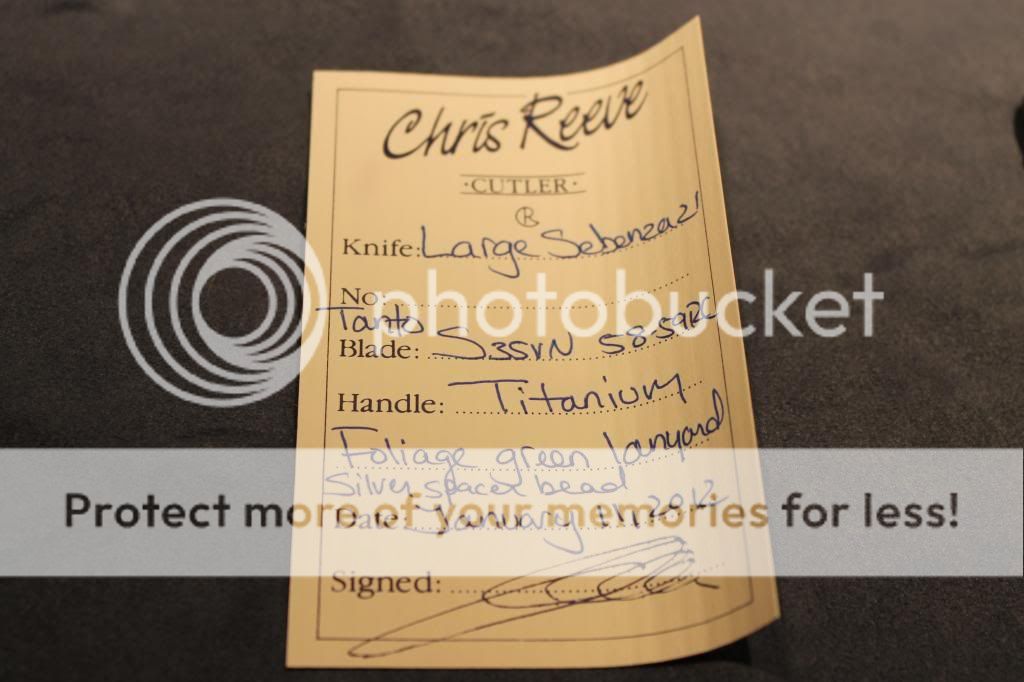 Chris Reeve
·CUTLER·
®
Knife: Large Sebenza 21
No.
Tanto
Blade: S35VN 58-59RC
Handle: Titanium
Foliage green lanyard
Silver spacer bead
Date: January 11 2012
Signed:
photobucket
Protect more of your memories for less!